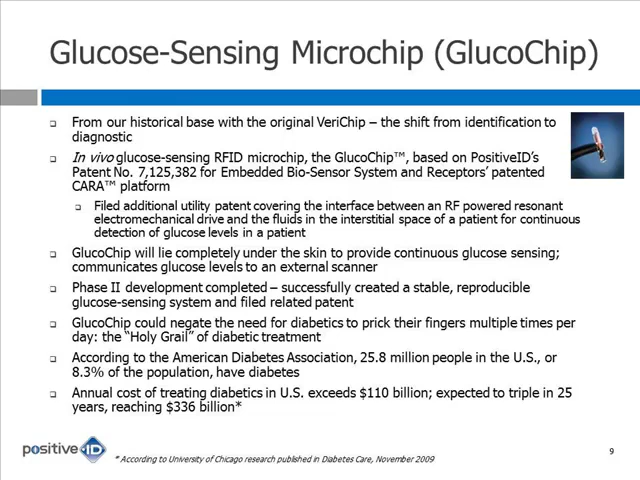 Glucose-Sensing Microchip (GlucoChip)
From our historical base with the original VeriChip – the shift from identification to
diagnostic
In vivo glucose-sensing RFID microchip, the GlucoChip™, based on PositiveID's
Patent No. 7,125,382 for Embedded Bio-Sensor System and Receptors' patented
CARA™ platform
Filed additional utility patent covering the interface between an RF powered resonant
electromechanical drive and the fluids in the interstitial space of a patient for continuous
detection of glucose levels in a patient
GlucoChip will lie completely under the skin to provide continuous glucose sensing;
communicates glucose levels to an external scanner
Phase II development completed – successfully created a stable, reproducible
glucose-sensing system and filed related patent
GlucoChip could negate the need for diabetics to prick their fingers multiple times per
day: the "Holy Grail" of diabetic treatment
According to the American Diabetes Association, 25.8 million people in the U.S., or
8.3% of the population, have diabetes
Annual cost of treating diabetics in U.S. exceeds $110 billion; expected to triple in 25
years, reaching $336 billion*
positive ID
* According to University of Chicago research published in Diabetes Care, November 2009
9